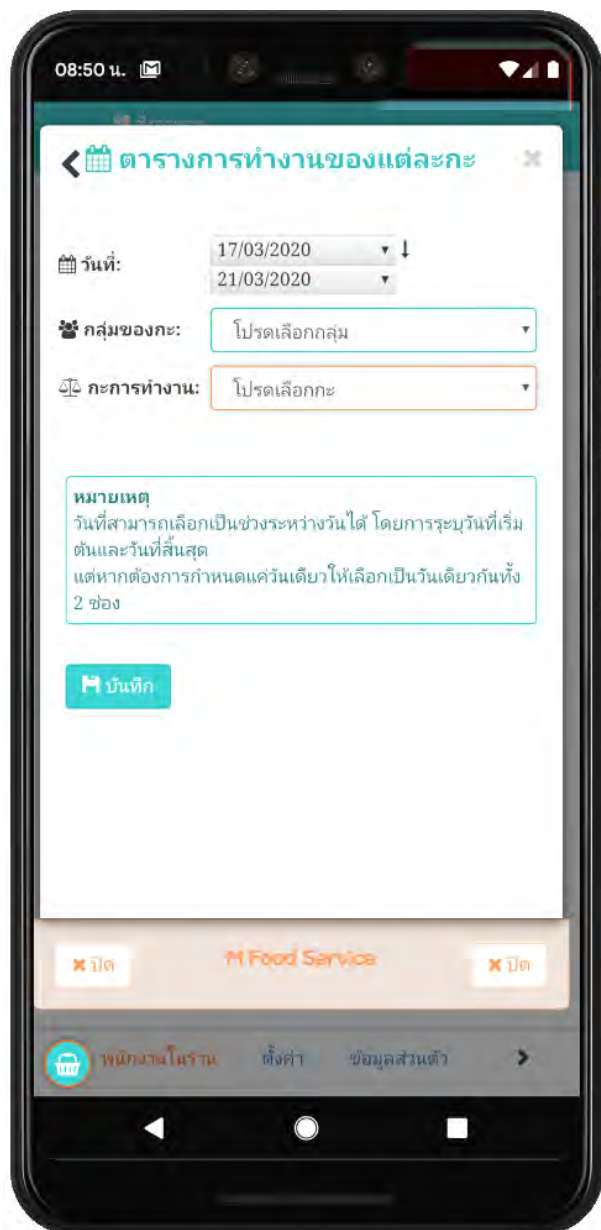 08:50 น.
ตารางการทำงานของแต่ละกะ
วันที่:
17/03/2020
21/03/2020
กลุ่มของกะ:
โปรดเลือกกลุ่ม
กะการทำงาน:
โปรดเลือกกะ
หมายเหตุ
วันที่สามารถเลือกเป็นช่วงระหว่างวันได้ โดยการระบุวันที่เริ่ม
ต้นและวันที่สิ้นสุด
แต่หากต้องการกำหนดแค่วันเดียวให้เลือกเป็นวันเดียวกันทั้ง
2 ช่อง
บันทึก
ปิด M Food Service ปิด
พนักงานในร้าน ตั้งค่า ข้อมูลส่วนตัว